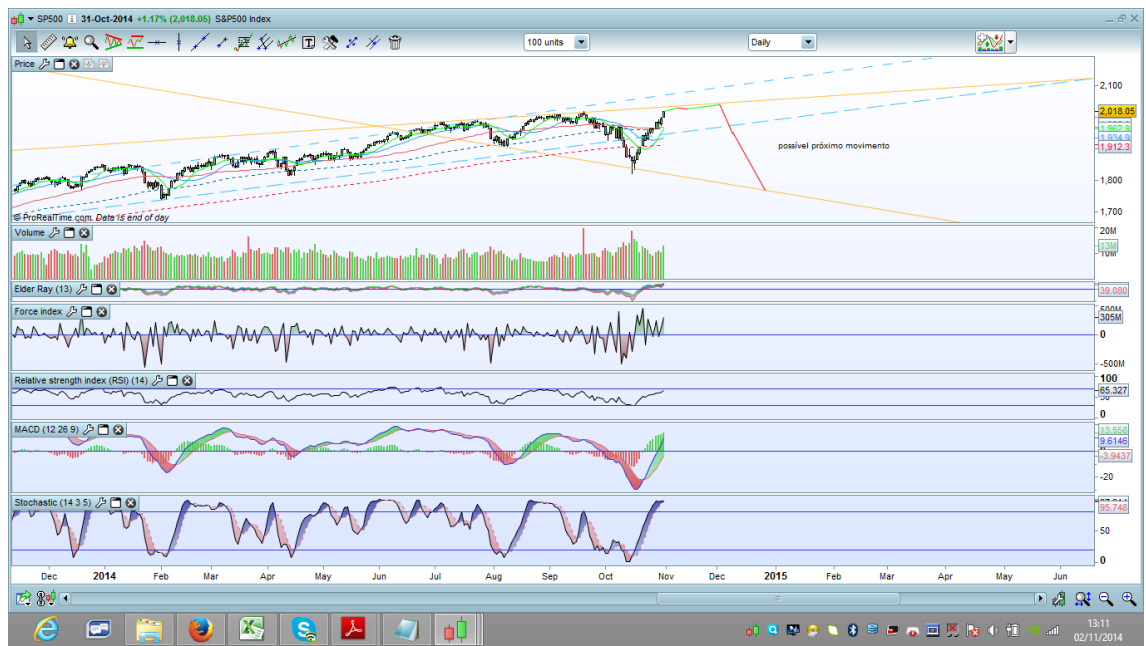 SP500 31-Oct-2014 +1.17% (2,018.05) S&P500 Index
100 units Daily
Price
2,100
2,018.05
1,962.9
1,934.9
1,912.3
possível próximo movimento
1,800
1,700
© ProRealTime.com. Data is end of day
Volume
20M
13M
10M
Elder Ray (13)
39.080
Force index
500M
305M
0
-500M
Relative strength index (RSI) (14)
100
65.327
50
0
MACD (12 26 9)
13.558
9.6146
0
-3.9437
-20
Stochastic (14 3 5)
95.748
50
0
Dec 2014 Feb Mar Apr May Jun Jul Aug Sep Oct Nov Dec 2015 Feb Mar Apr May Jun
13:11
02/11/2014